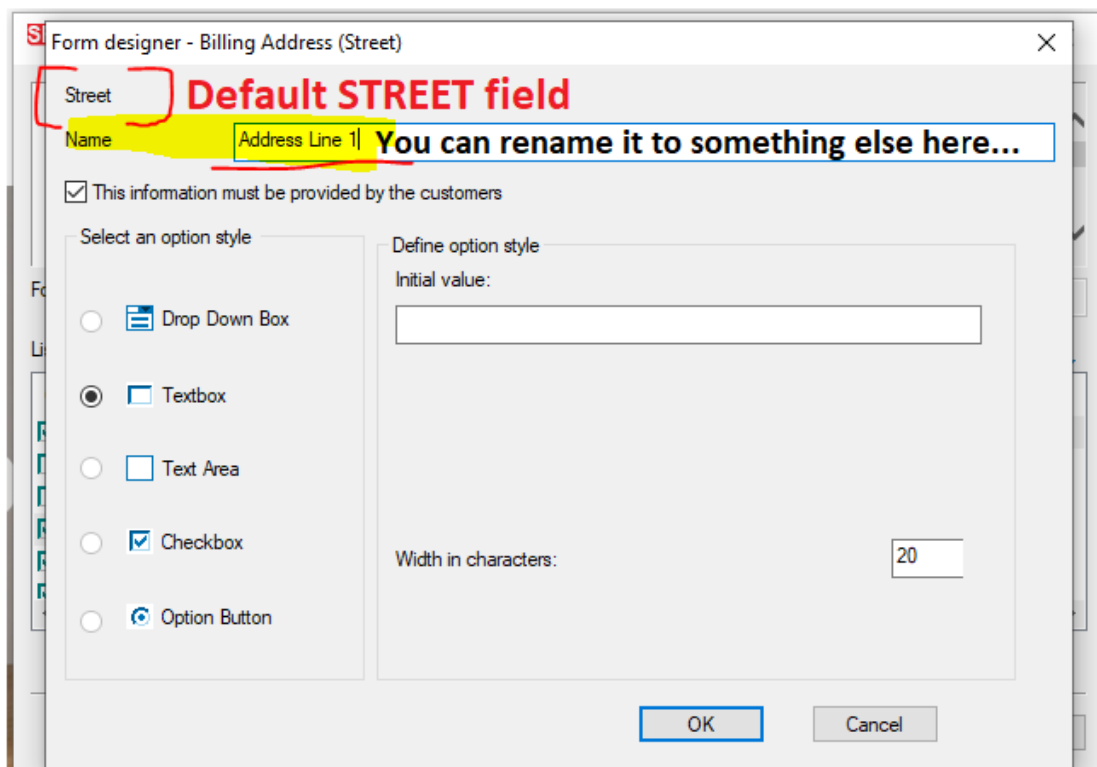 S
Form designer - Billing Address (Street)
Street Default STREET field
Name Address Line 1 You can rename it to something else here...
This information must be provided by the customers
Select an option style
Define option style
Initial value:
Fo
Drop Down Box
Li
Textbox
Text Area
Checkbox
Width in characters: 20
Option Button
OK Cancel